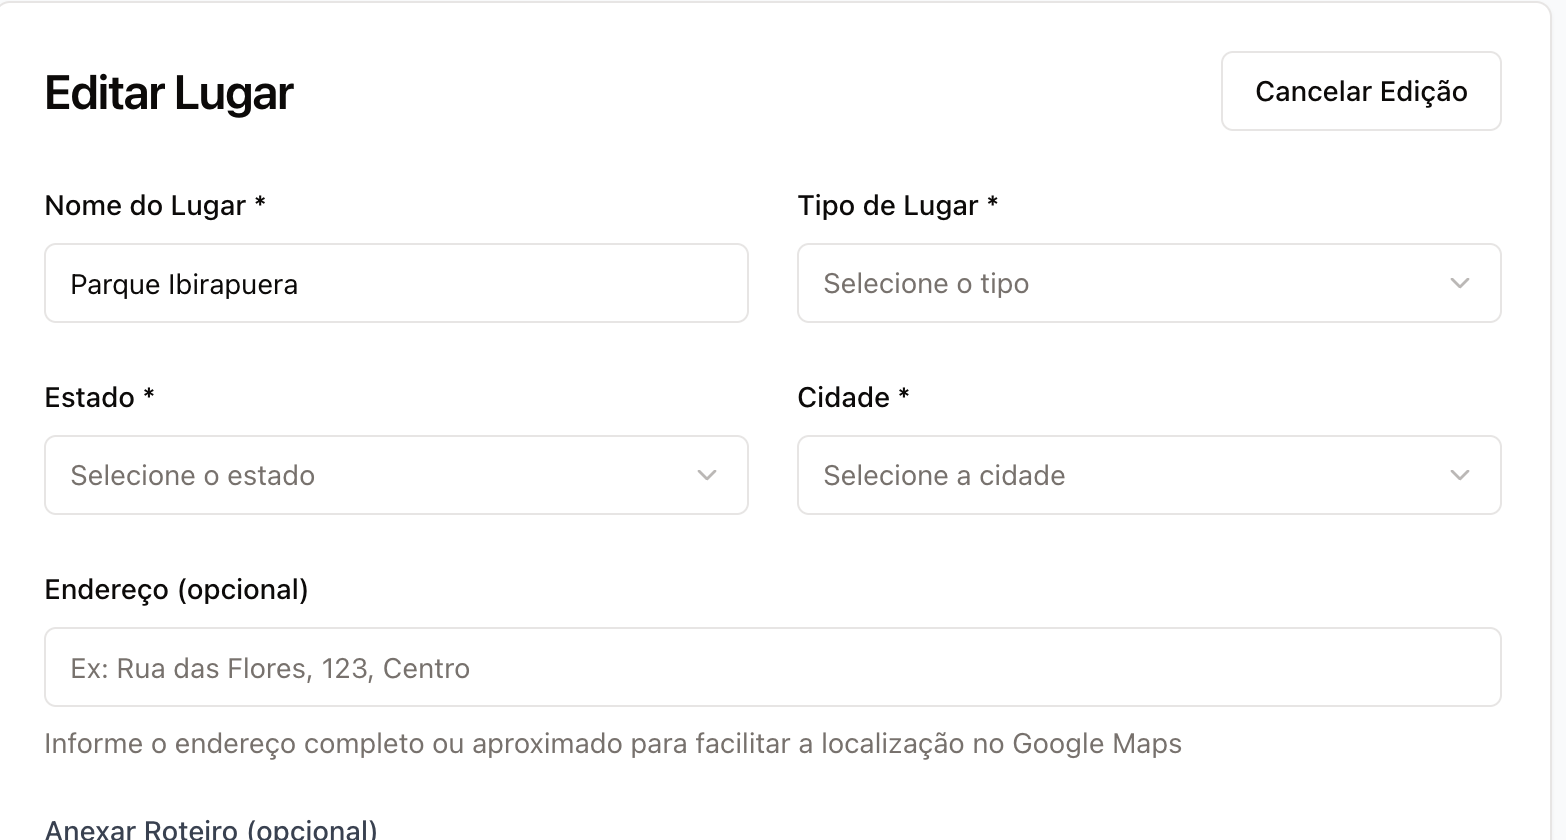 Editar Lugar
Cancelar Edição
Nome do Lugar *
Tipo de Lugar *
Parque Ibirapuera
Selecione o tipo
Estado *
Cidade *
Selecione o estado
Selecione a cidade
Endereço (opcional)
Ex: Rua das Flores, 123, Centro
Informe o endereço completo ou aproximado para facilitar a localização no Google Maps
Anexar Roteiro (opcional)